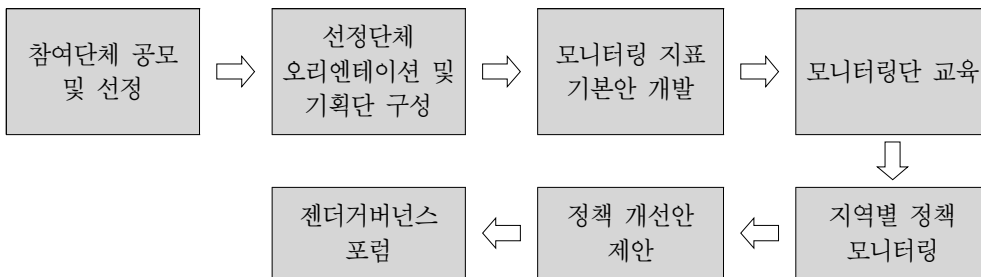 참여단체 공모
및 선정
선정단체
오리엔테이션 및
기획단 구성
모니터링 지표
기본안 개발
모니터링단 교육
지역별 정책
모니터링
정책 개선안
제안
젠더거버넌스
포럼